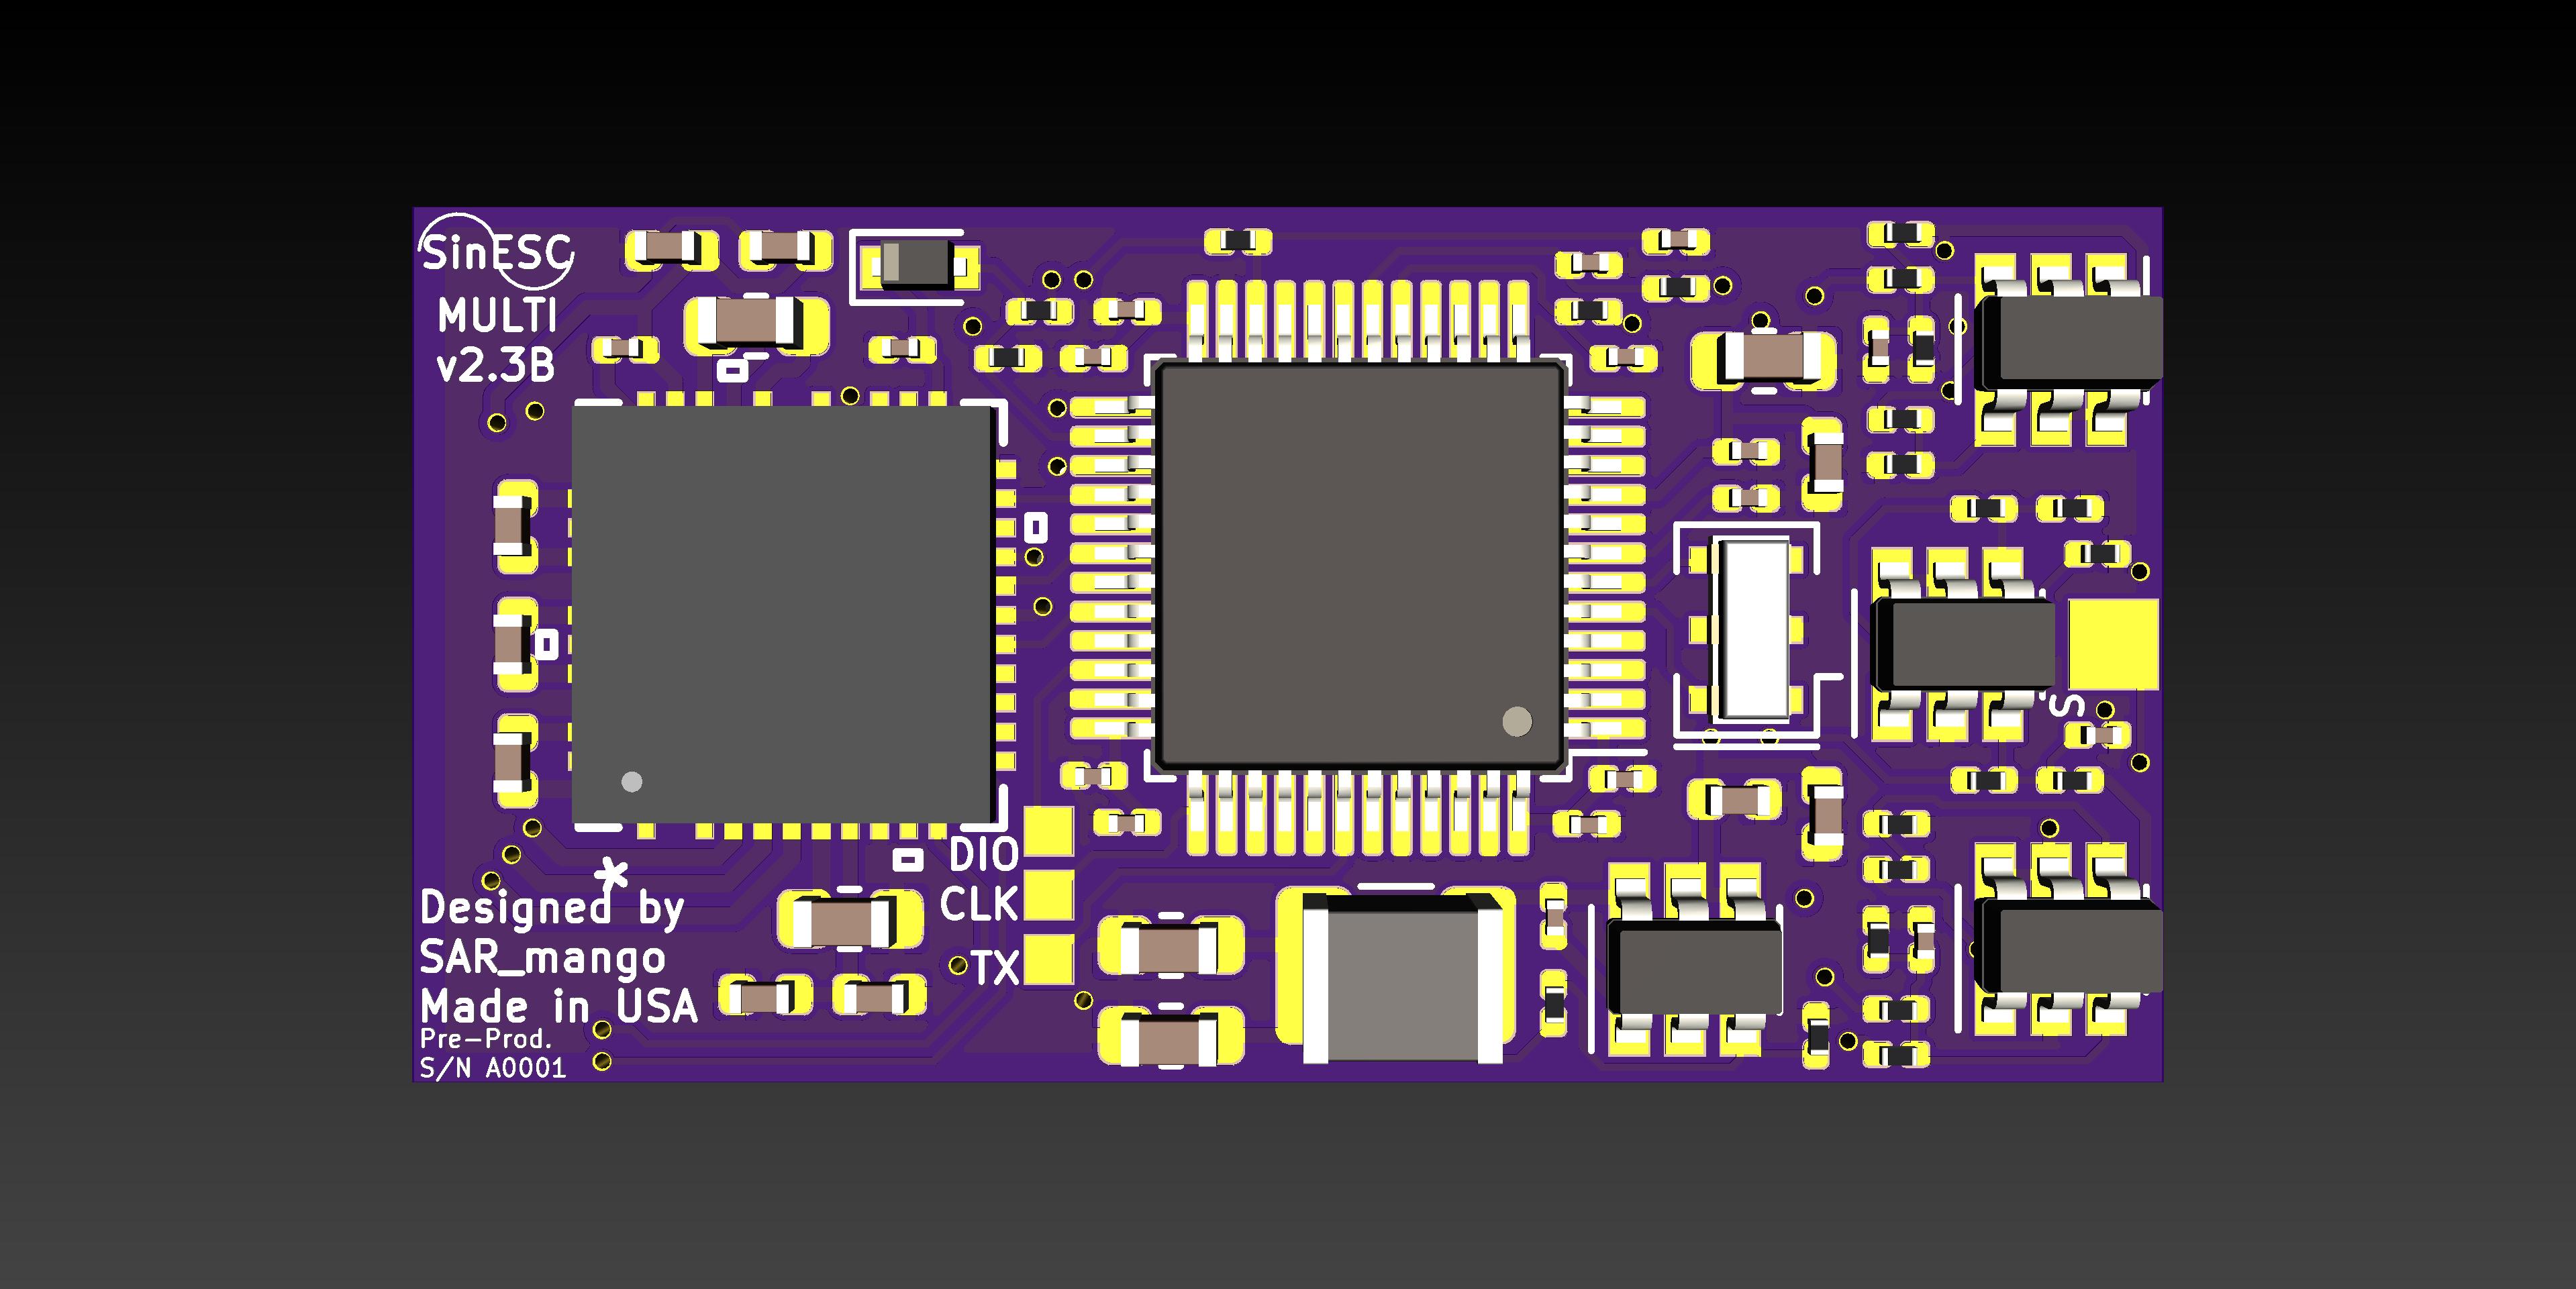 SinESC
MULTI
v2.3B
S
DIO
CLK
TX
*
Designed by
SAR_mango
Made in USA
Pre-Prod.
S/N A0001